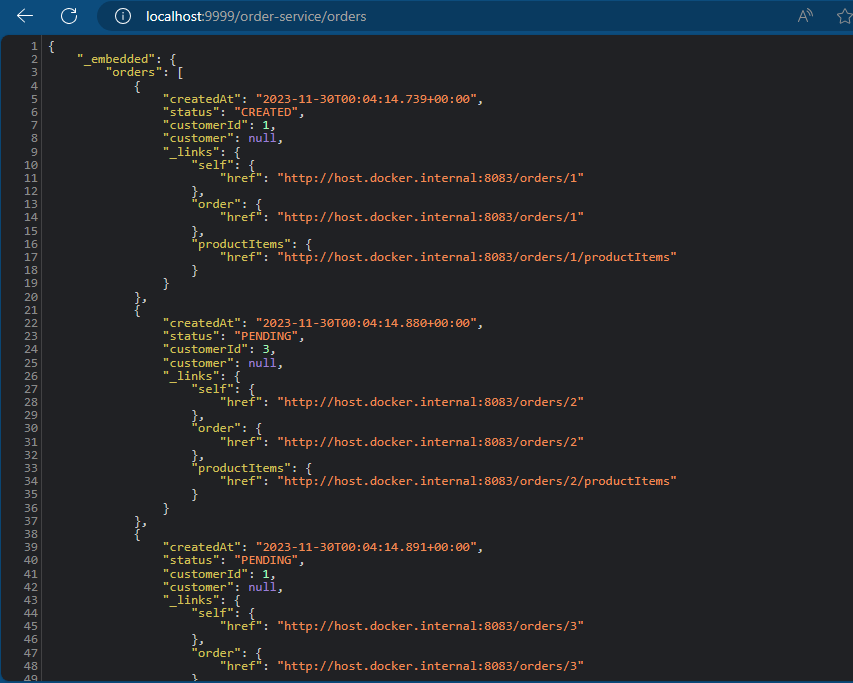 localhost:9999/order-service/orders
1 {
2     "_embedded": {
3         "orders": [
4             {
5                 "createdAt": "2023-11-30T00:04:14.739+00:00",
6                 "status": "CREATED",
7                 "customerId": 1,
8                 "customer": null,
9                 "_links": {
10                     "self": {
11                         "href": "http://host.docker.internal:8083/orders/1"
12                     },
13                     "order": {
14                         "href": "http://host.docker.internal:8083/orders/1"
15                     },
16                     "productItems": {
17                         "href": "http://host.docker.internal:8083/orders/1/productItems"
18                     }
19                 }
20             },
21             {
22                 "createdAt": "2023-11-30T00:04:14.880+00:00",
23                 "status": "PENDING",
24                 "customerId": 3,
25                 "customer": null,
26                 "_links": {
27                     "self": {
28                         "href": "http://host.docker.internal:8083/orders/2"
29                     },
30                     "order": {
31                         "href": "http://host.docker.internal:8083/orders/2"
32                     },
33                     "productItems": {
34                         "href": "http://host.docker.internal:8083/orders/2/productItems"
35                     }
36                 }
37             },
38             {
39                 "createdAt": "2023-11-30T00:04:14.891+00:00",
40                 "status": "PENDING",
41                 "customerId": 1,
42                 "customer": null,
43                 "_links": {
44                     "self": {
45                         "href": "http://host.docker.internal:8083/orders/3"
46                     },
47                     "order": {
48                         "href": "http://host.docker.internal:8083/orders/3"
49                     }